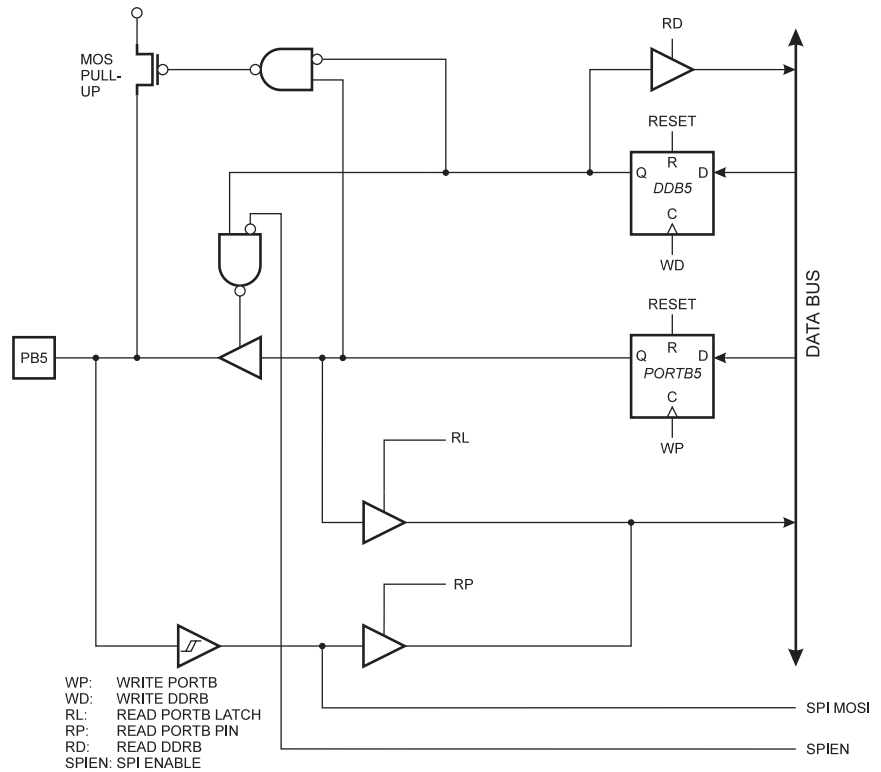 RD
MOS
PULL-
UP
RESET
R
Q
D
DDB5
C
WD
RESET
R
Q
D
PORTB5
C
WP
PB5
DATA BUS
RL
RP
WP: WRITE PORTB
WD: WRITE DDRB
RL: READ PORTB LATCH
RP: READ PORTB PIN
RD: READ DDRB
SPIEN: SPI ENABLE
SPI MOSI
SPIEN